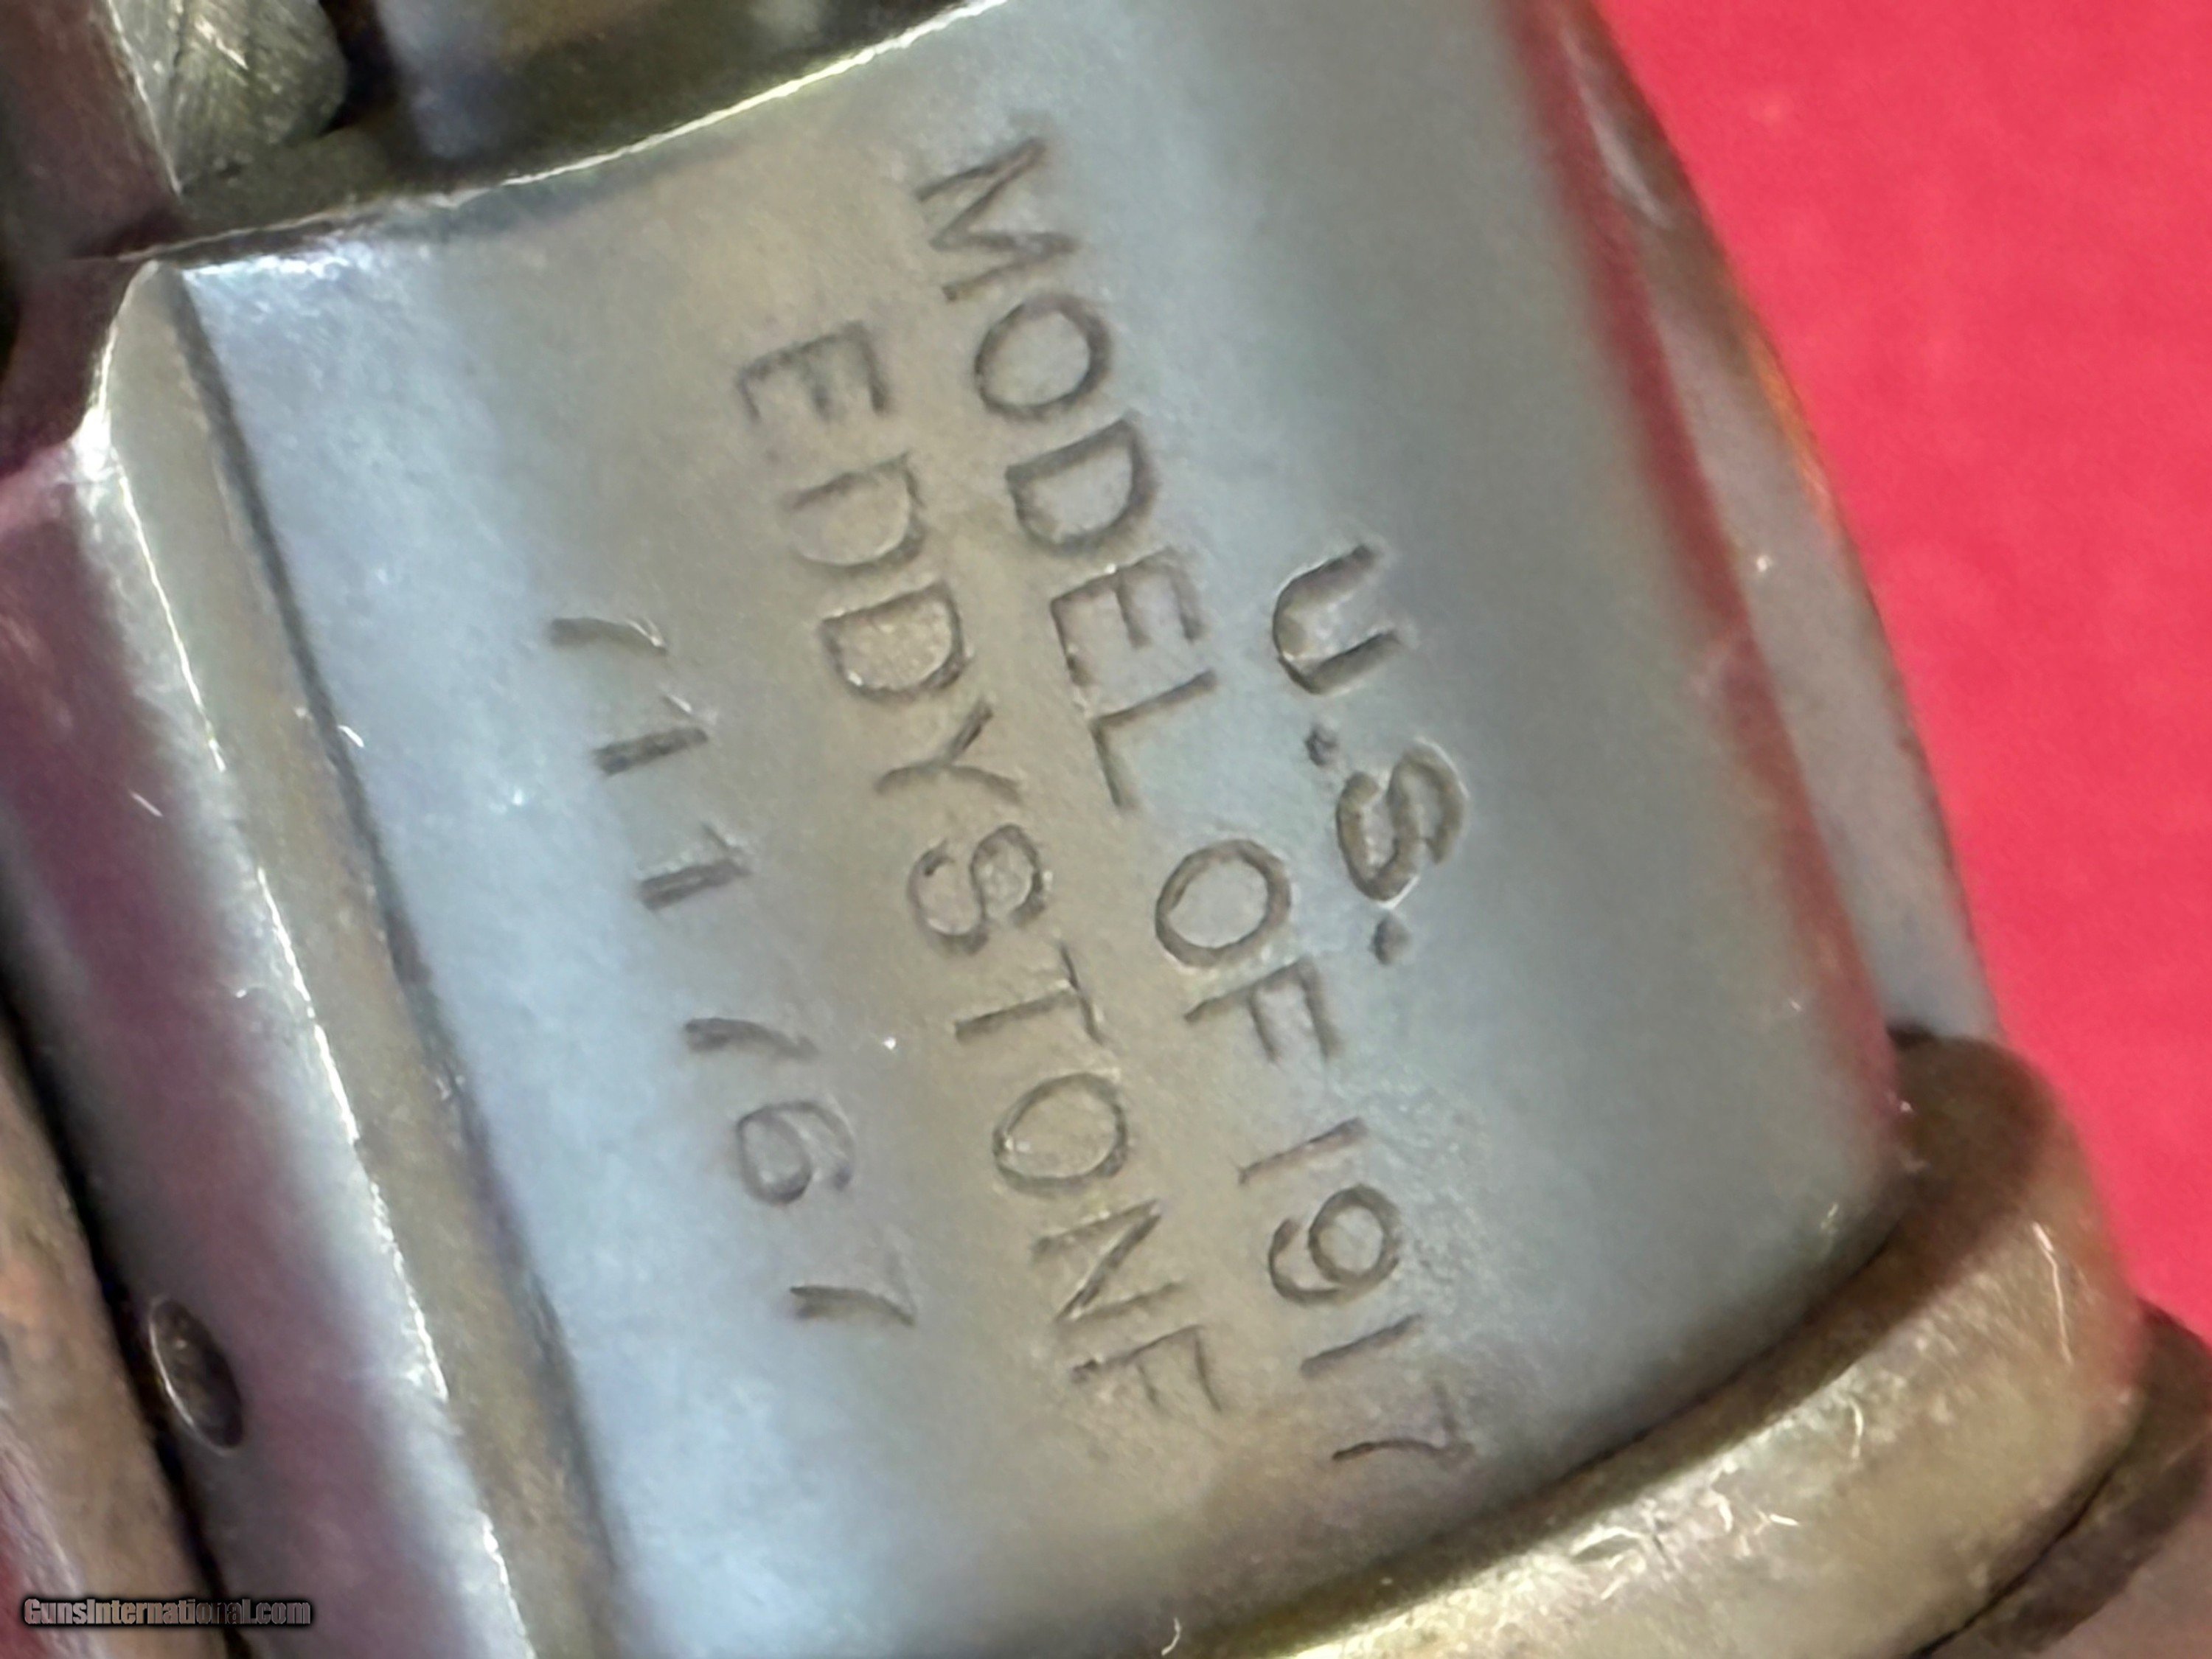 U.S.
MODEL OF 1917
EDDYSTONE
711767
GunsInternational.com